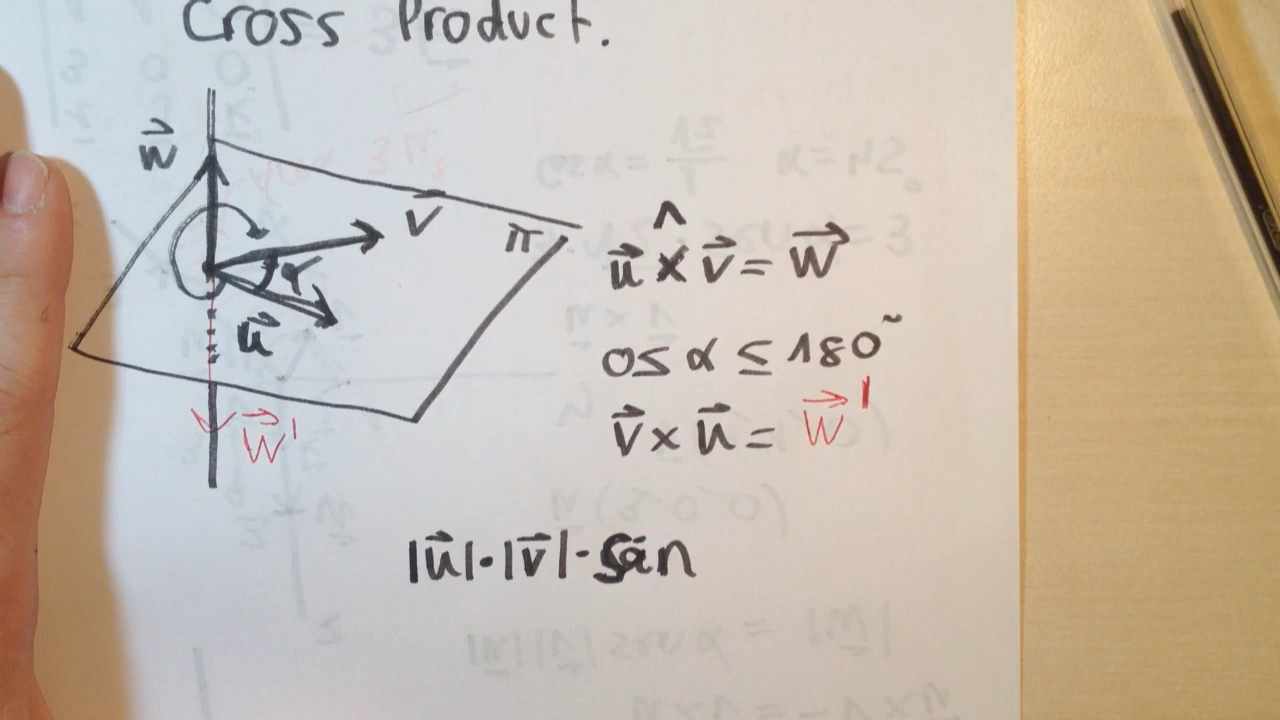 Cross Product.
w⃗
v
π
α
u⃗
w⃗'
^
u⃗ x v⃗ = w⃗
0 ≤ α ≤ 180°
v⃗ x u⃗ = w⃗'
|u⃗|·|v⃗|·sin